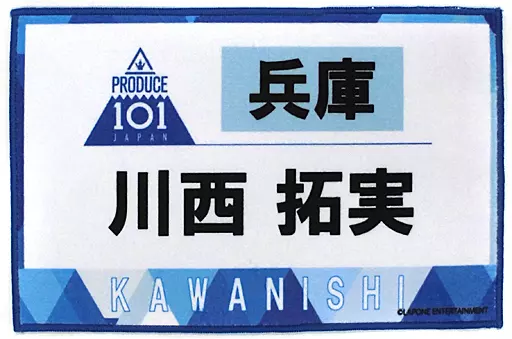 PRODUCE
101
JAPAN
兵庫
川西 拓実
KAWANISHI
©LAPONE ENTERTAINMENT